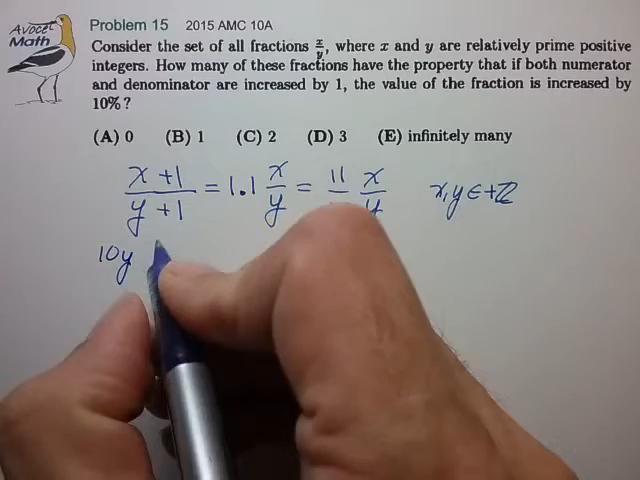 Avocet
Math
Problem 15 2015 AMC 10A
Consider the set of all fractions x/y, where x and y are relatively prime positive
integers. How many of these fractions have the property that if both numerator
and denominator are increased by 1, the value of the fraction is increased by
10%?
(A) 0 (B) 1 (C) 2 (D) 3 (E) infinitely many
x+1/y+1 = 1.1 x/y = 11/ x/y x,y ∈ +ℤ
10y